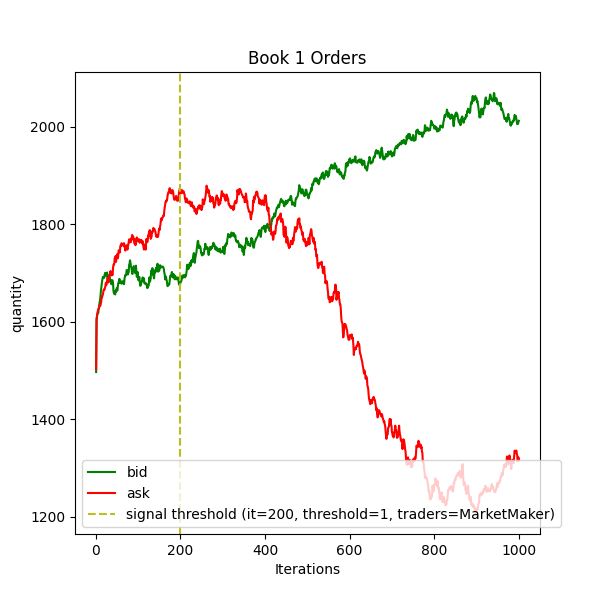 Book 1 Orders
quantity
2000
1800
1600
1400
1200
bid
ask
signal threshold (it=200, threshold=1, traders=MarketMaker)
0 200 400 600 800 1000
Iterations